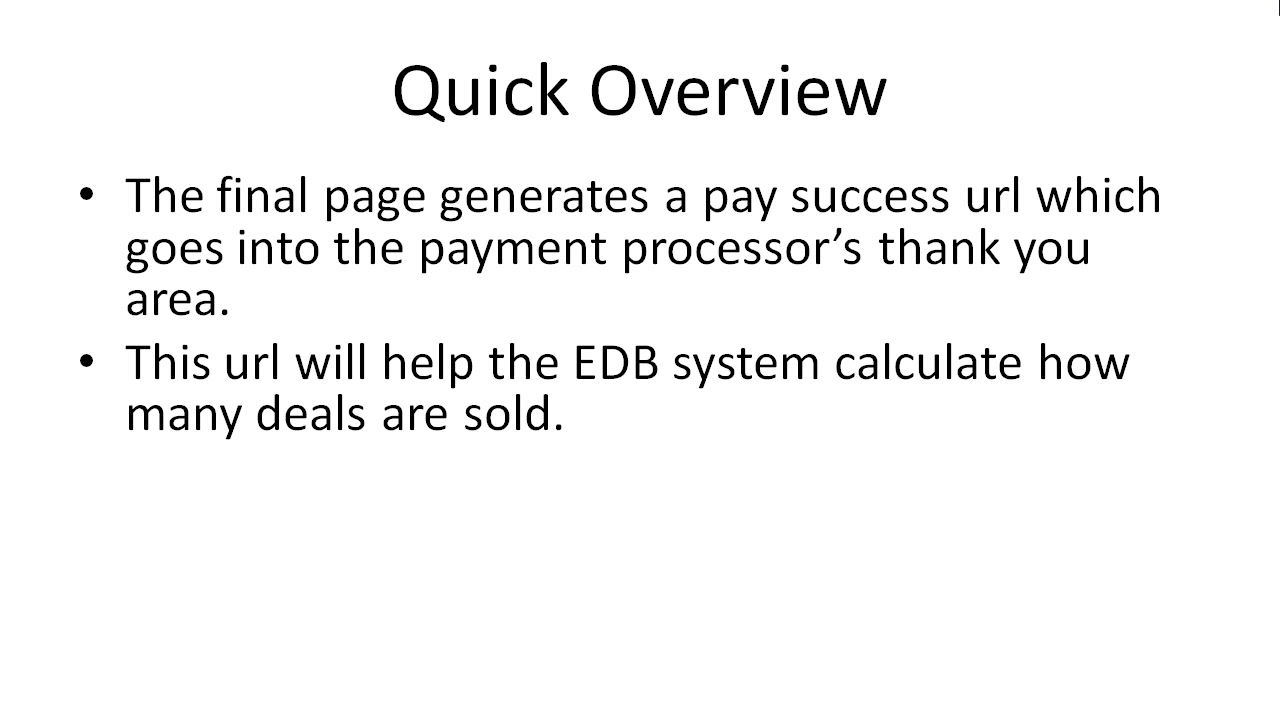 Quick Overview
• The final page generates a pay success url which
goes into the payment processor’s thank you
area.
• This url will help the EDB system calculate how
many deals are sold.